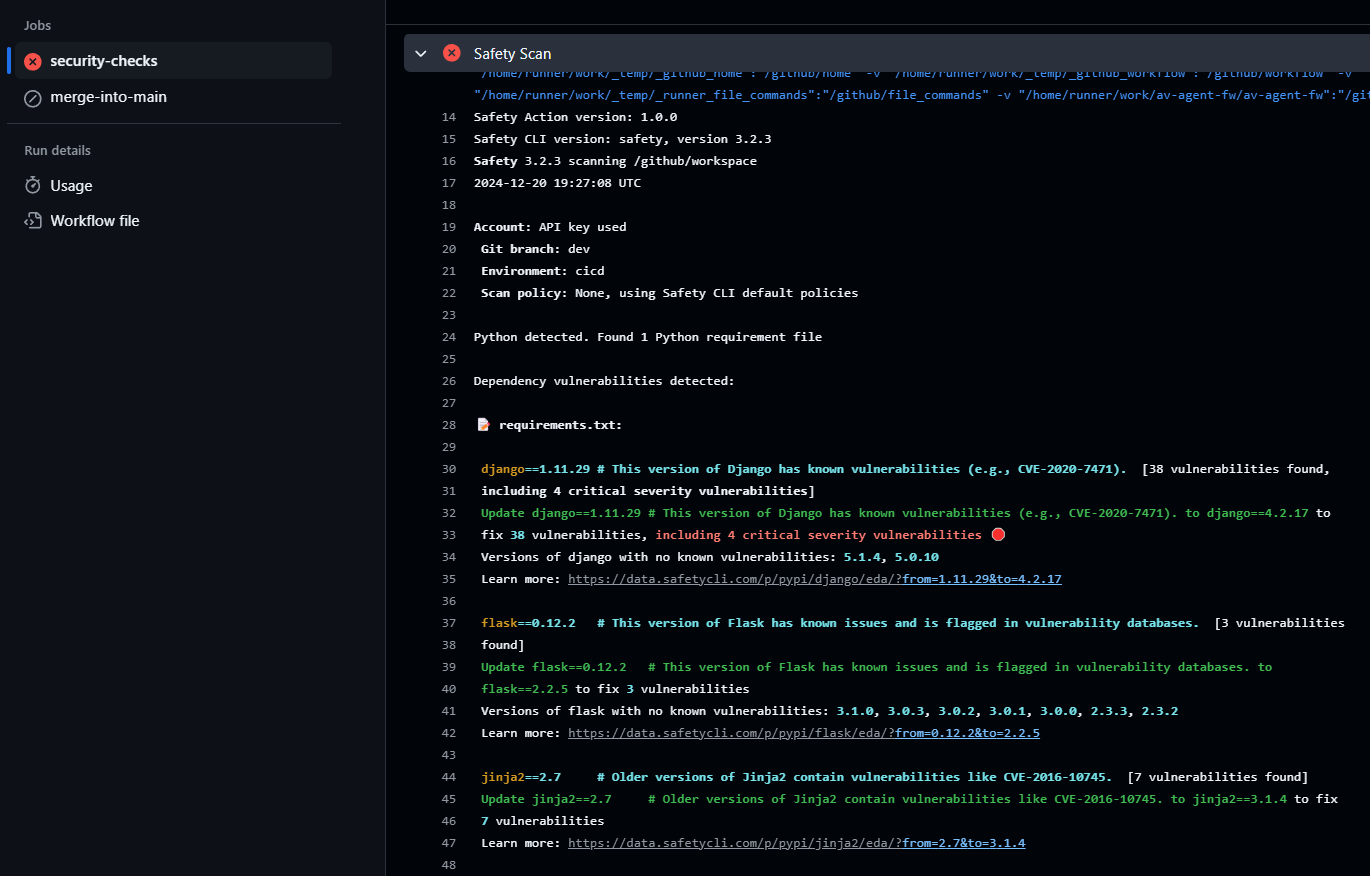 Jobs
security-checks
merge-into-main
Run details
Usage
Workflow file
Safety Scan
"/home/runner/work/_temp/_github_home":"/github/home" -v "/home/runner/work/_temp/_github_workflow":"/github/workflow" -v
"/home/runner/work/_temp/_runner_file_commands":"/github/file_commands" -v "/home/runner/work/av-agent-fw/av-agent-fw":"/git
14 Safety Action version: 1.0.0
15 Safety CLI version: safety, version 3.2.3
16 Safety 3.2.3 scanning /github/workspace
17 2024-12-20 19:27:08 UTC
18
19 Account: API key used
20 Git branch: dev
21 Environment: cicd
22 Scan policy: None, using Safety CLI default policies
23
24 Python detected. Found 1 Python requirement file
25
26 Dependency vulnerabilities detected:
27
28 📝 requirements.txt:
29
30 django==1.11.29 # This version of Django has known vulnerabilities (e.g., CVE-2020-7471). [38 vulnerabilities found,
31 including 4 critical severity vulnerabilities]
32 Update django==1.11.29 # This version of Django has known vulnerabilities (e.g., CVE-2020-7471). to django==4.2.17 to
33 fix 38 vulnerabilities, including 4 critical severity vulnerabilities 🛑
34 Versions of django with no known vulnerabilities: 5.1.4, 5.0.10
35 Learn more: https://data.safetycli.com/p/pypi/django/eda/?from=1.11.29&to=4.2.17
36
37 flask==0.12.2 # This version of Flask has known issues and is flagged in vulnerability databases. [3 vulnerabilities
38 found]
39 Update flask==0.12.2 # This version of Flask has known issues and is flagged in vulnerability databases. to
40 flask==2.2.5 to fix 3 vulnerabilities
41 Versions of flask with no known vulnerabilities: 3.1.0, 3.0.3, 3.0.2, 3.0.1, 3.0.0, 2.3.3, 2.3.2
42 Learn more: https://data.safetycli.com/p/pypi/flask/eda/?from=0.12.2&to=2.2.5
43
44 jinja2==2.7 # Older versions of Jinja2 contain vulnerabilities like CVE-2016-10745. [7 vulnerabilities found]
45 Update jinja2==2.7 # Older versions of Jinja2 contain vulnerabilities like CVE-2016-10745. to jinja2==3.1.4 to fix
46 7 vulnerabilities
47 Learn more: https://data.safetycli.com/p/pypi/jinja2/eda/?from=2.7&to=3.1.4
48